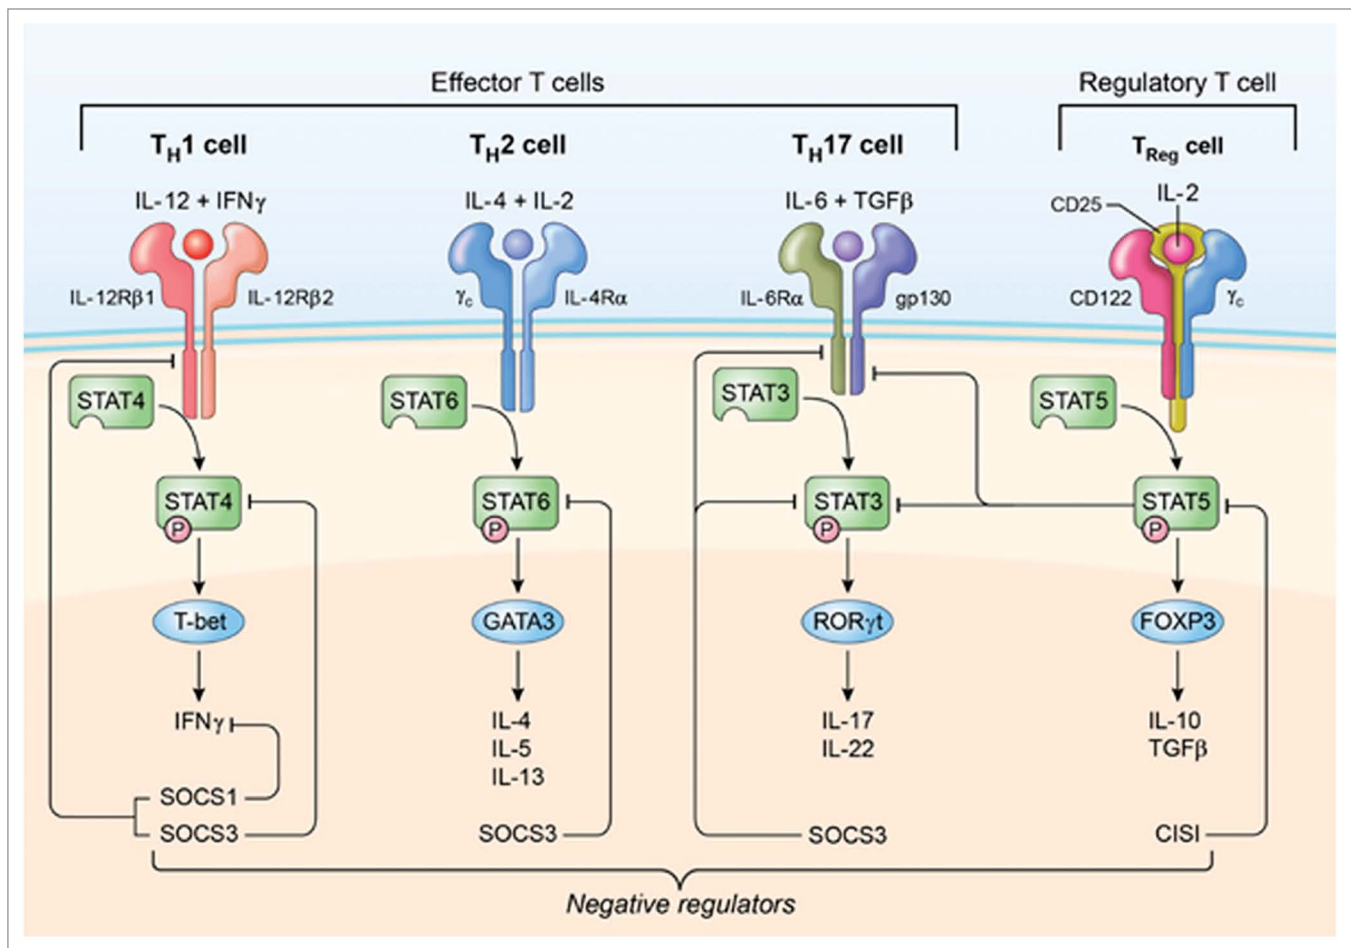 Effector T cells
Regulatory T cell
TH1 cell
TH2 cell
TH17 cell
TReg cell
IL-12 + IFNγ
IL-4 + IL-2
IL-6 + TGFβ
IL-2
CD25
IL-12Rβ1
IL-12Rβ2
γc
IL-4Rα
IL-6Rα
gp130
CD122
γc
STAT4
STAT6
STAT3
STAT5
STAT4
P
STAT6
P
STAT3
P
STAT5
P
T-bet
GATA3
RORγt
FOXP3
IFNγ
IL-4
IL-5
IL-13
IL-17
IL-22
IL-10
TGFβ
SOCS1
SOCS3
SOCS3
SOCS3
CISI
Negative regulators